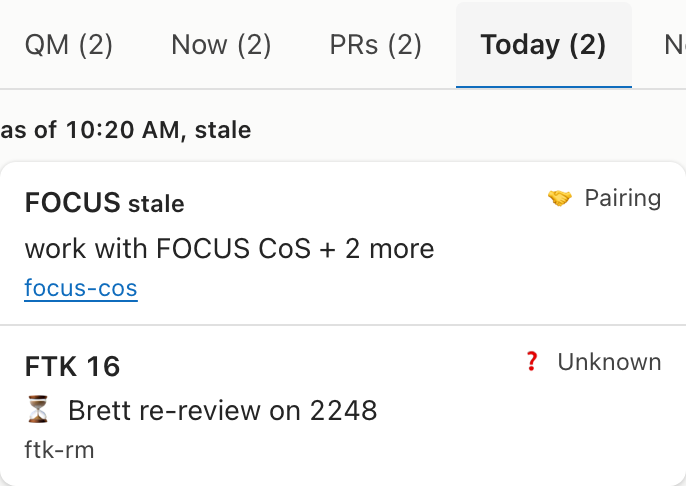 QM (2) Now (2) PRs (2) Today (2)
as of 10:20 AM, stale
FOCUS stale 🤝 Pairing
work with FOCUS CoS + 2 more
focus-cos
FTK 16 ❓ Unknown
⏳ Brett re-review on 2248
ftk-rm